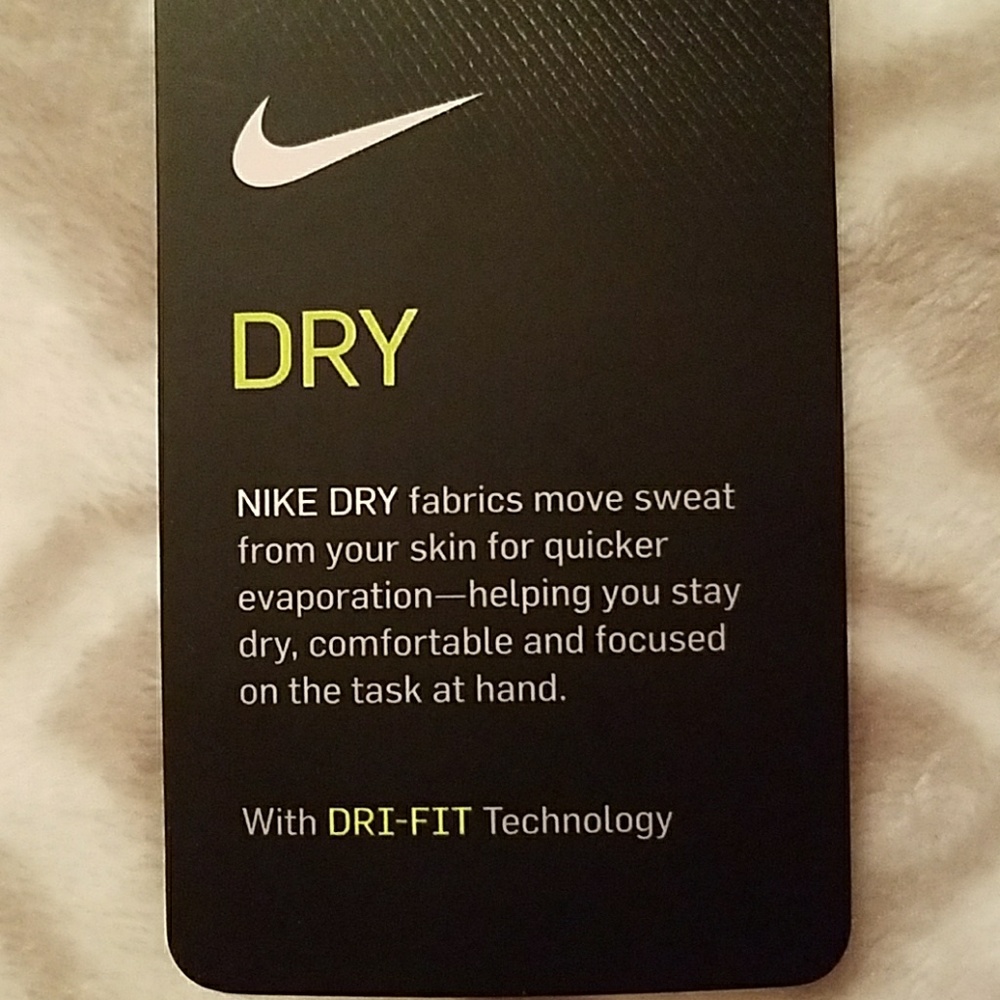 DRY
NIKE DRY fabrics move sweat
from your skin for quicker
evaporation—helping you stay
dry, comfortable and focused
on the task at hand.
With DRI-FIT Technology